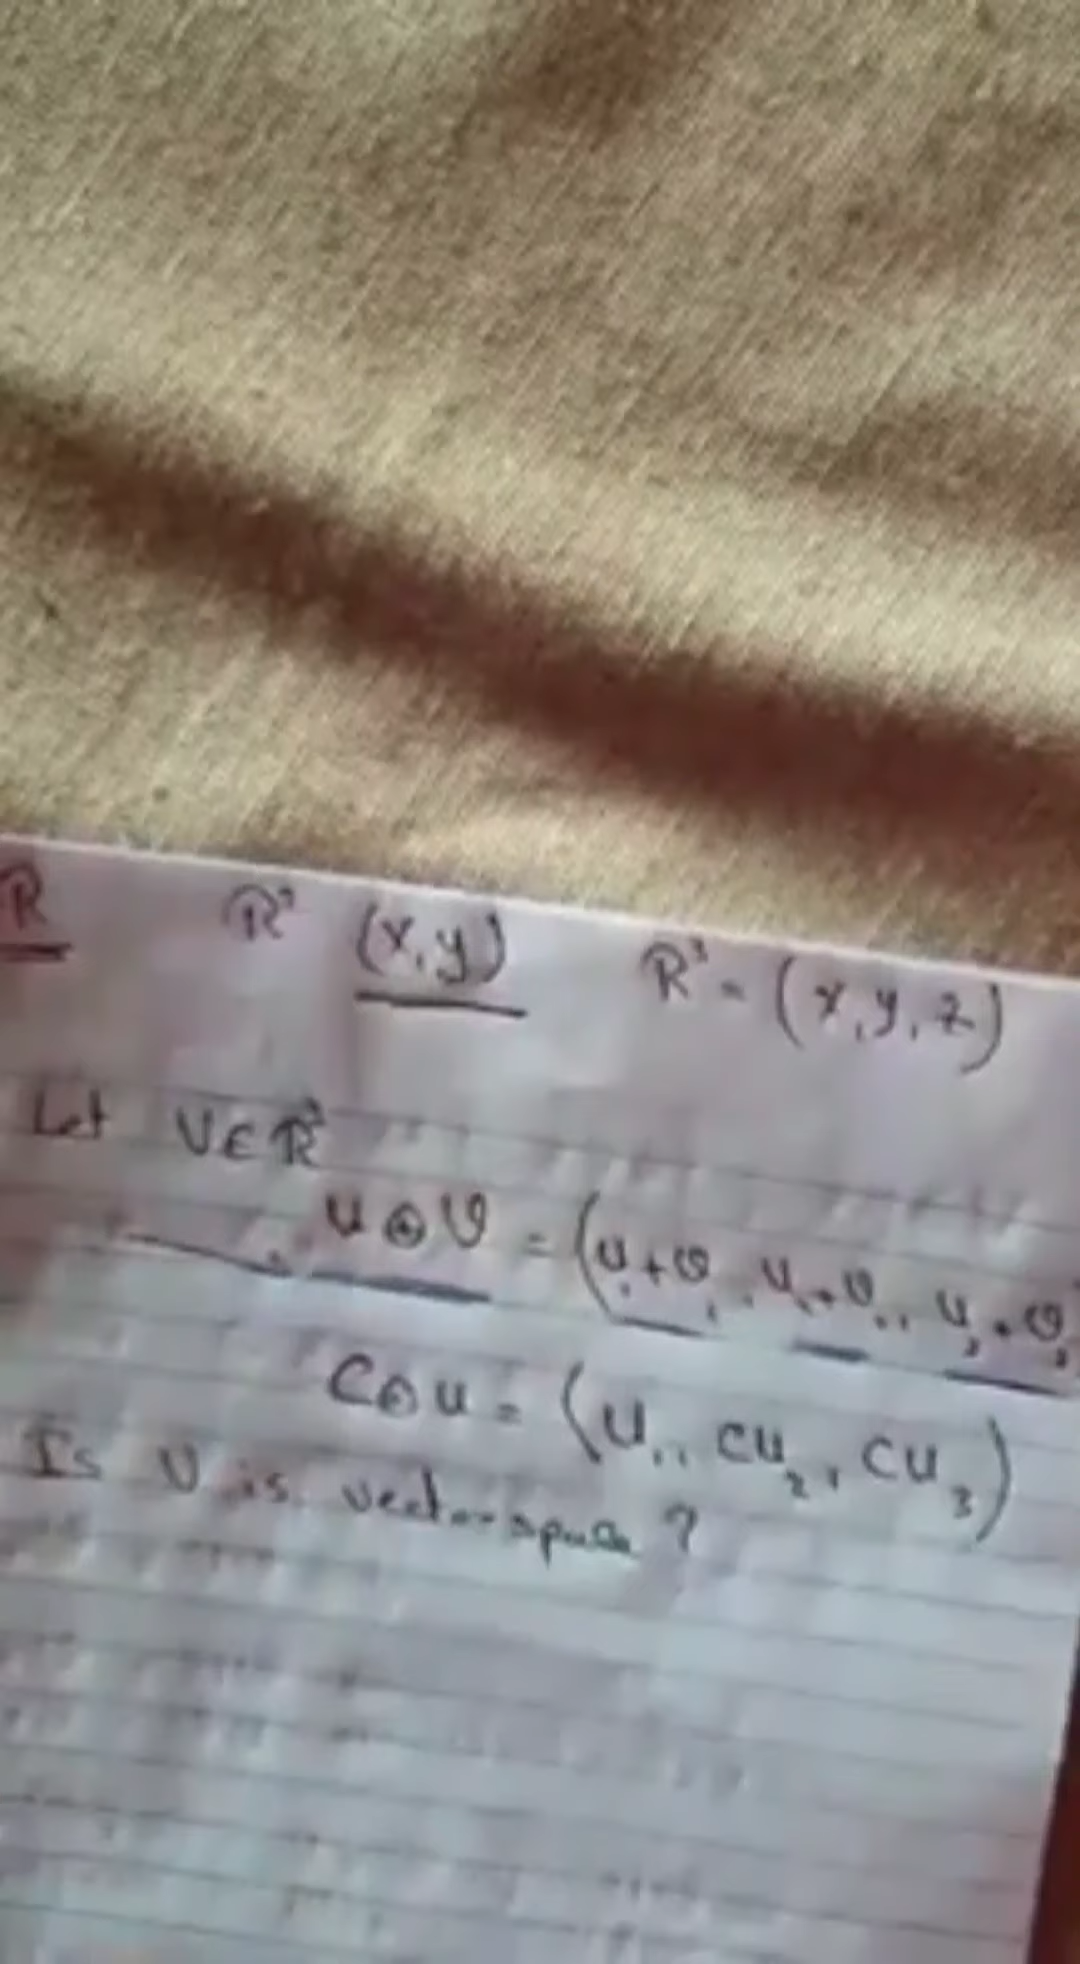 R R² (x,y) R³ = (x,y,z)
Let V∈R³
u⊕v = (u₁+v₁, u₂+v₂, u₃+v₃
C⊙u = (u₁, cu₂, cu₃)
Is V is vector space ?